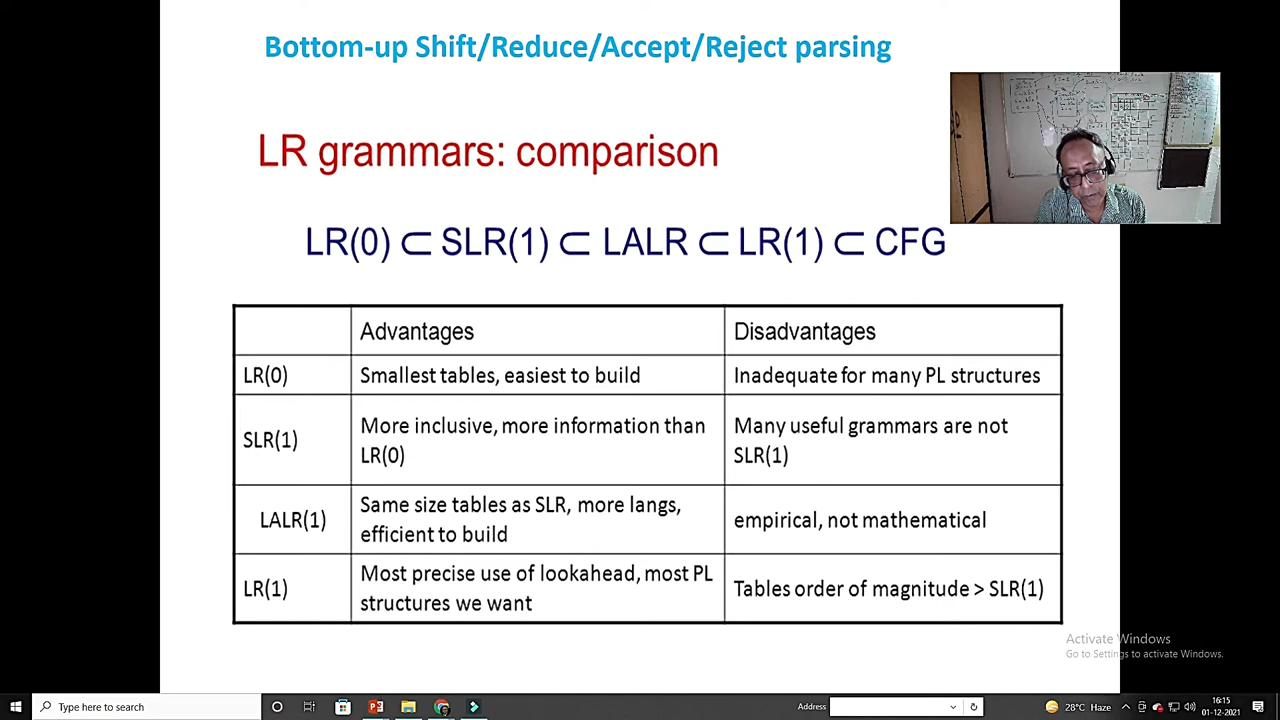 Bottom-up Shift/Reduce/Accept/Reject parsing
LR grammars: comparison
LR(0) ⊂ SLR(1) ⊂ LALR ⊂ LR(1) ⊂ CFG
Advantages
Disadvantages
LR(0)
Smallest tables, easiest to build
Inadequate for many PL structures
SLR(1)
More inclusive, more information than
LR(0)
Many useful grammars are not
SLR(1)
LALR(1)
Same size tables as SLR, more langs,
efficient to build
empirical, not mathematical
LR(1)
Most precise use of lookahead, most PL
structures we want
Tables order of magnitude > SLR(1)
Activate Windows
Go to Settings to activate Windows.
Type here to search
Address
28°C Haze
16:15
01-12-2021